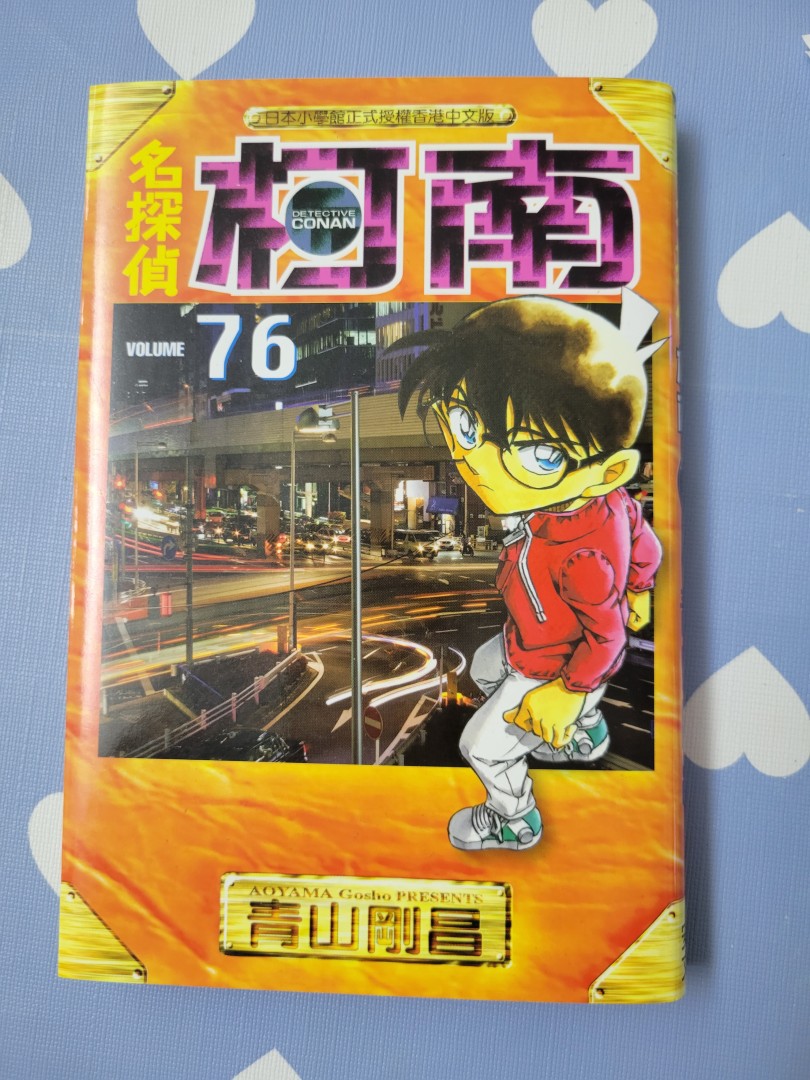 日本小學館正式授權香港中文版
名探偵
柯南
DETECTIVE
CONAN
VOLUME 76
AOYAMA Gosho PRESENTS
青山剛昌